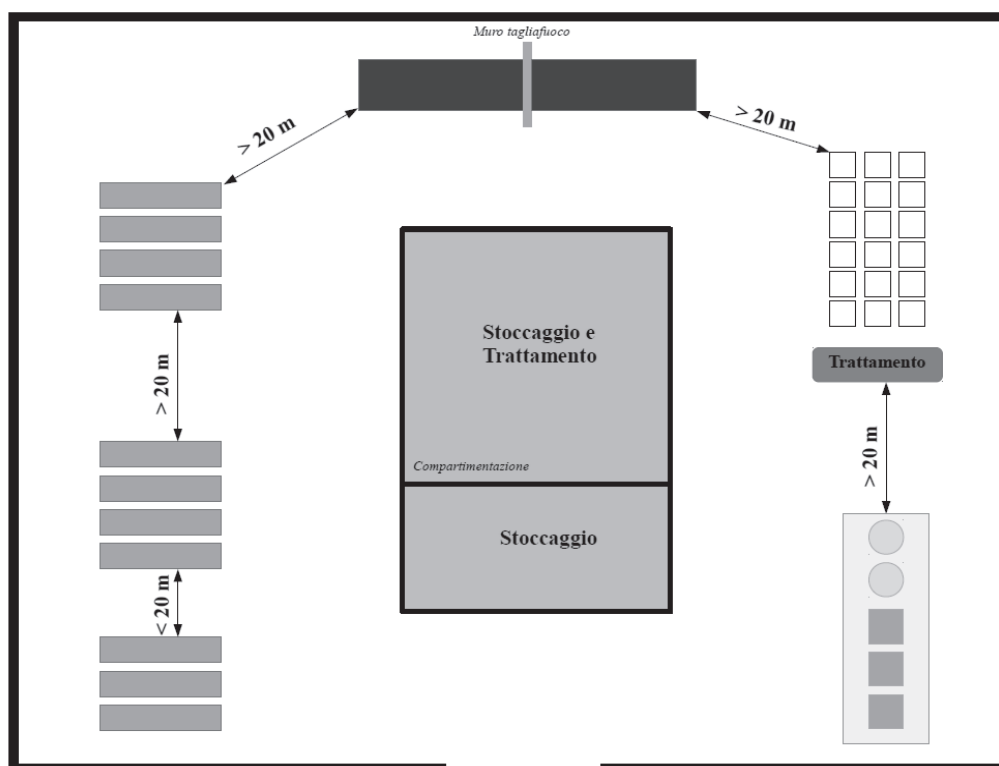 Muro tagliafuoco
> 20 m
> 20 m
Stoccaggio e
Trattamento
Trattamento
> 20 m
> 20 m
Compartimentazione
Stoccaggio
< 20 m